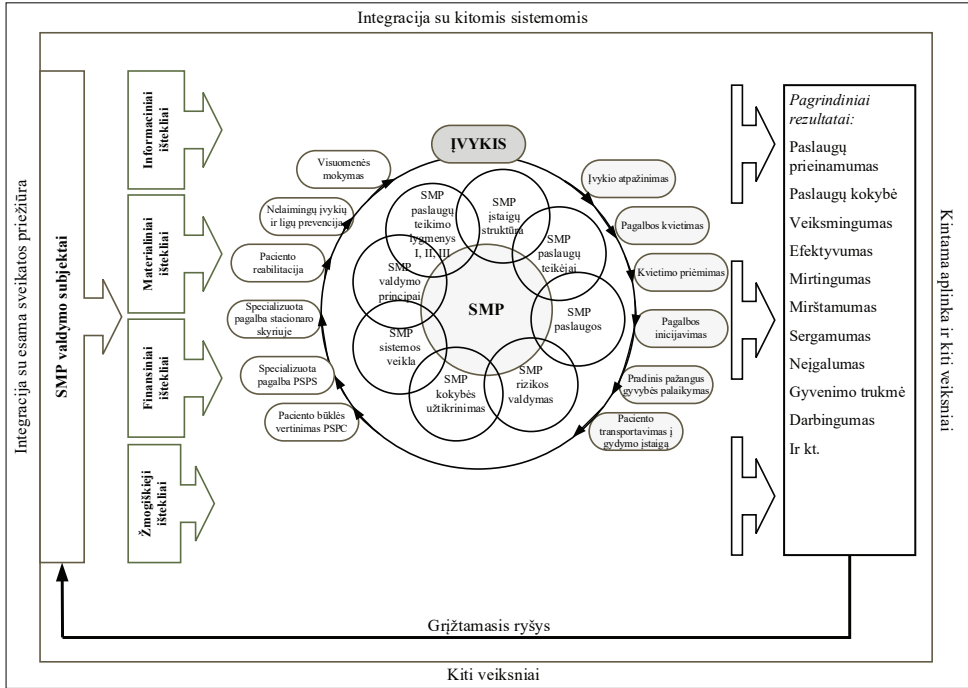 Integracija su kitomis sistemomis
Integracija su esama sveikatos priežiūra
SMP valdymo subjektai
Informaciniai
ištekliai
Materialiniai
ištekliai
Finansiniai
ištekliai
Žmogiškieji
ištekliai
ĮVYKIS
Įvykio atpažinimas
Pagalbos kvietimas
Kvietimo priėmimas
Pagalbos
inicijavimas
Pradinis pažangus
gyvybės palaikymas
Paciento
transportavimas į
gydymo įstaigą
Paciento būklės
vertinimas PSPC
Specializuota
pagalba PSPS
Specializuota
pagalba stacionaro
skyriuje
Paciento
reabilitacija
Nelaimingų įvykių
ir ligų prevencija
Visuomenės
mokymas
SMP
SMP
paslaugų
teikimo
lygmenys
I, II, III
SMP
įstaigų
struktūra
SMP
paslaugų
teikėjai
SMP
paslaugos
SMP
rizikos
valdymas
SMP
kokybės
užtikrinimas
SMP
sistemos
veikla
SMP
valdymo
principai
Pagrindiniai
rezultatai:
Paslaugų
prieinamumas
Paslaugų kokybė
Veiksmingumas
Efektyvumas
Mirtingumas
Mirštamumas
Sergamumas
Neįgalumas
Gyvenimo trukmė
Darbingumas
Ir kt.
Kintama aplinka ir kiti veiksniai
Grįžtamasis ryšys
Kiti veiksniai